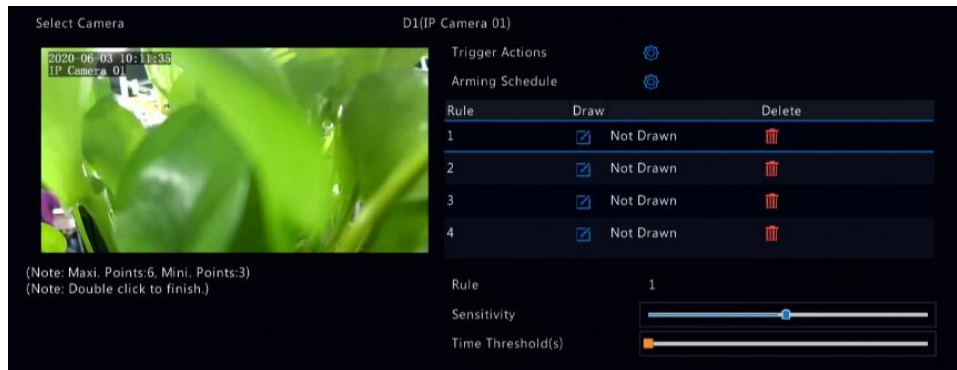 Select Camera D1(IP Camera 01)
2020-06-03 10:11:35
IP Camera 01
Trigger Actions
Arming Schedule
Rule Draw Delete
1 Not Drawn
2 Not Drawn
3 Not Drawn
4 Not Drawn
(Note: Maxi. Points:6, Mini. Points:3)
(Note: Double click to finish.)
Rule 1
Sensitivity
Time Threshold(s)